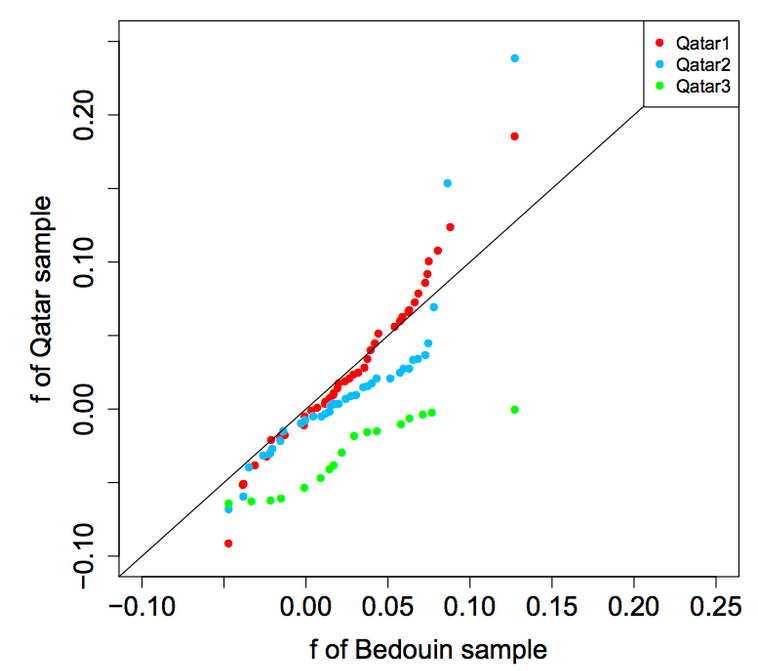 Qatar1
Qatar2
Qatar3
f of Qatar sample
0.20
0.10
0.00
−0.10
−0.10
0.00
0.05
0.10
0.15
0.20
0.25
f of Bedouin sample